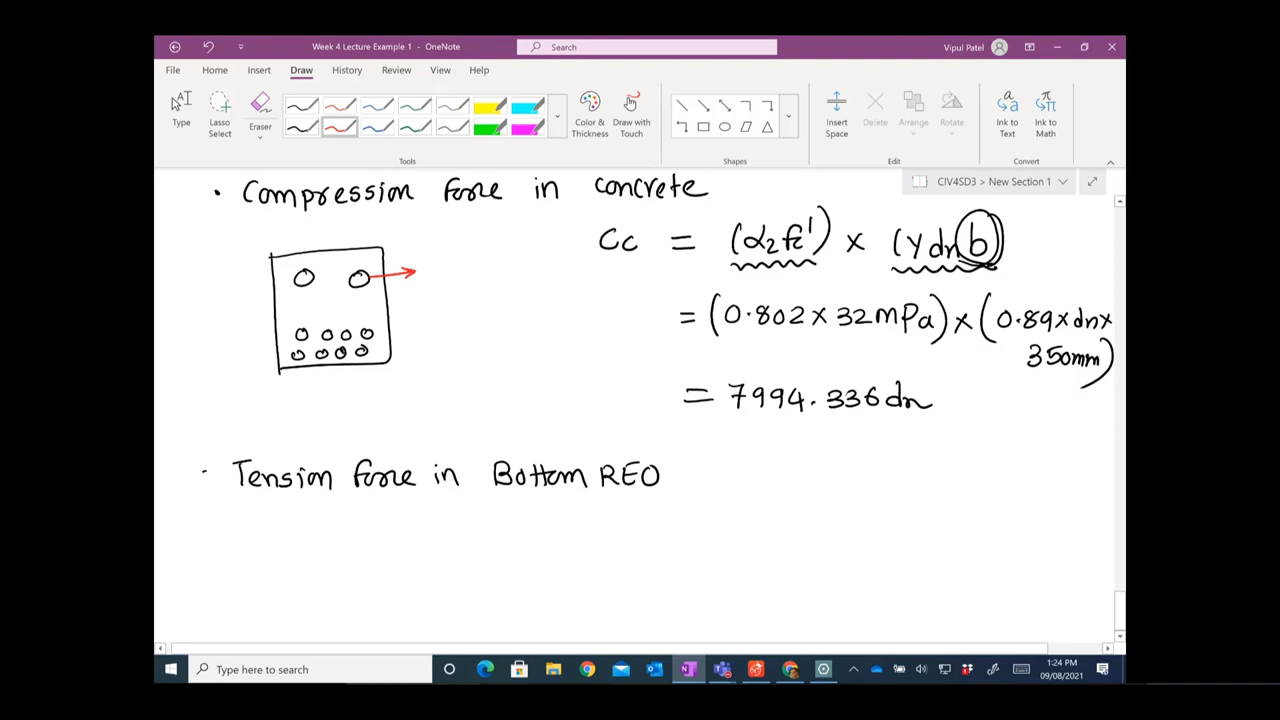 Week 4 Lecture Example 1 - OneNote
Search
Vipul Patel
File Home Insert Draw History Review View Help
Type
Lasso Select
Eraser
Color & Thickness
Draw with Touch
Insert Space
Delete
Arrange
Rotate
Ink to Text
Ink to Math
Tools
Shapes
Edit
Convert
CIV4SD3 > New Section 1
• Compression force in concrete
Cc = (α2fc') × (γdnb)
= (0.802 × 32mPa) × (0.89×dn×
350mm)
= 7994.336dn
· Tension force in Bottom REO
Type here to search
1:24 PM
09/08/2021